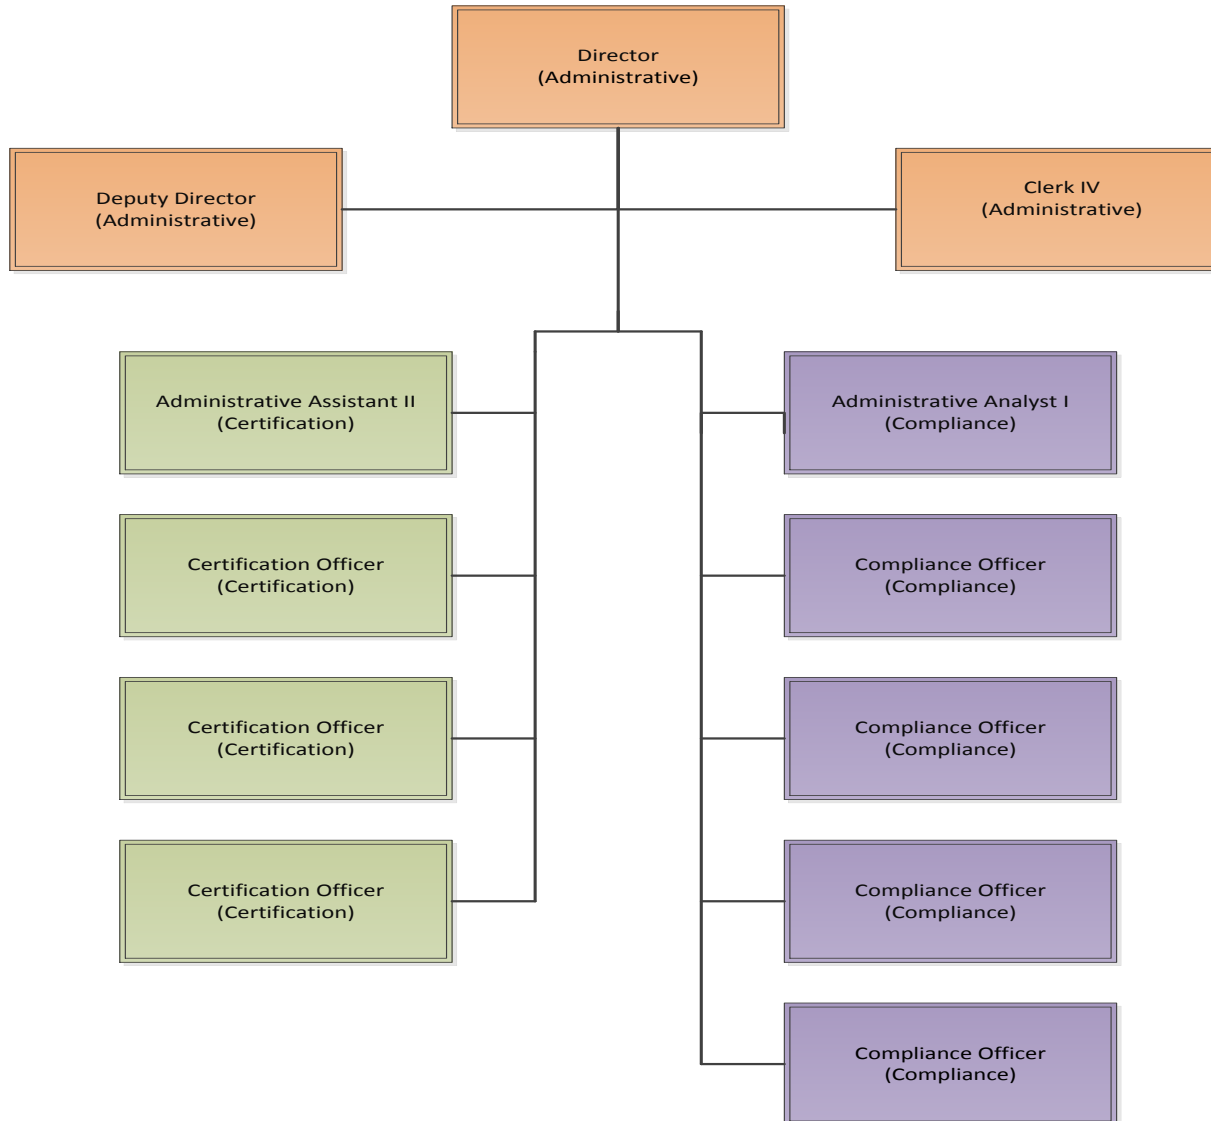 Director
(Administrative)
Deputy Director
(Administrative)
Clerk IV
(Administrative)
Administrative Assistant II
(Certification)
Administrative Analyst I
(Compliance)
Certification Officer
(Certification)
Compliance Officer
(Compliance)
Certification Officer
(Certification)
Compliance Officer
(Compliance)
Certification Officer
(Certification)
Compliance Officer
(Compliance)
Compliance Officer
(Compliance)